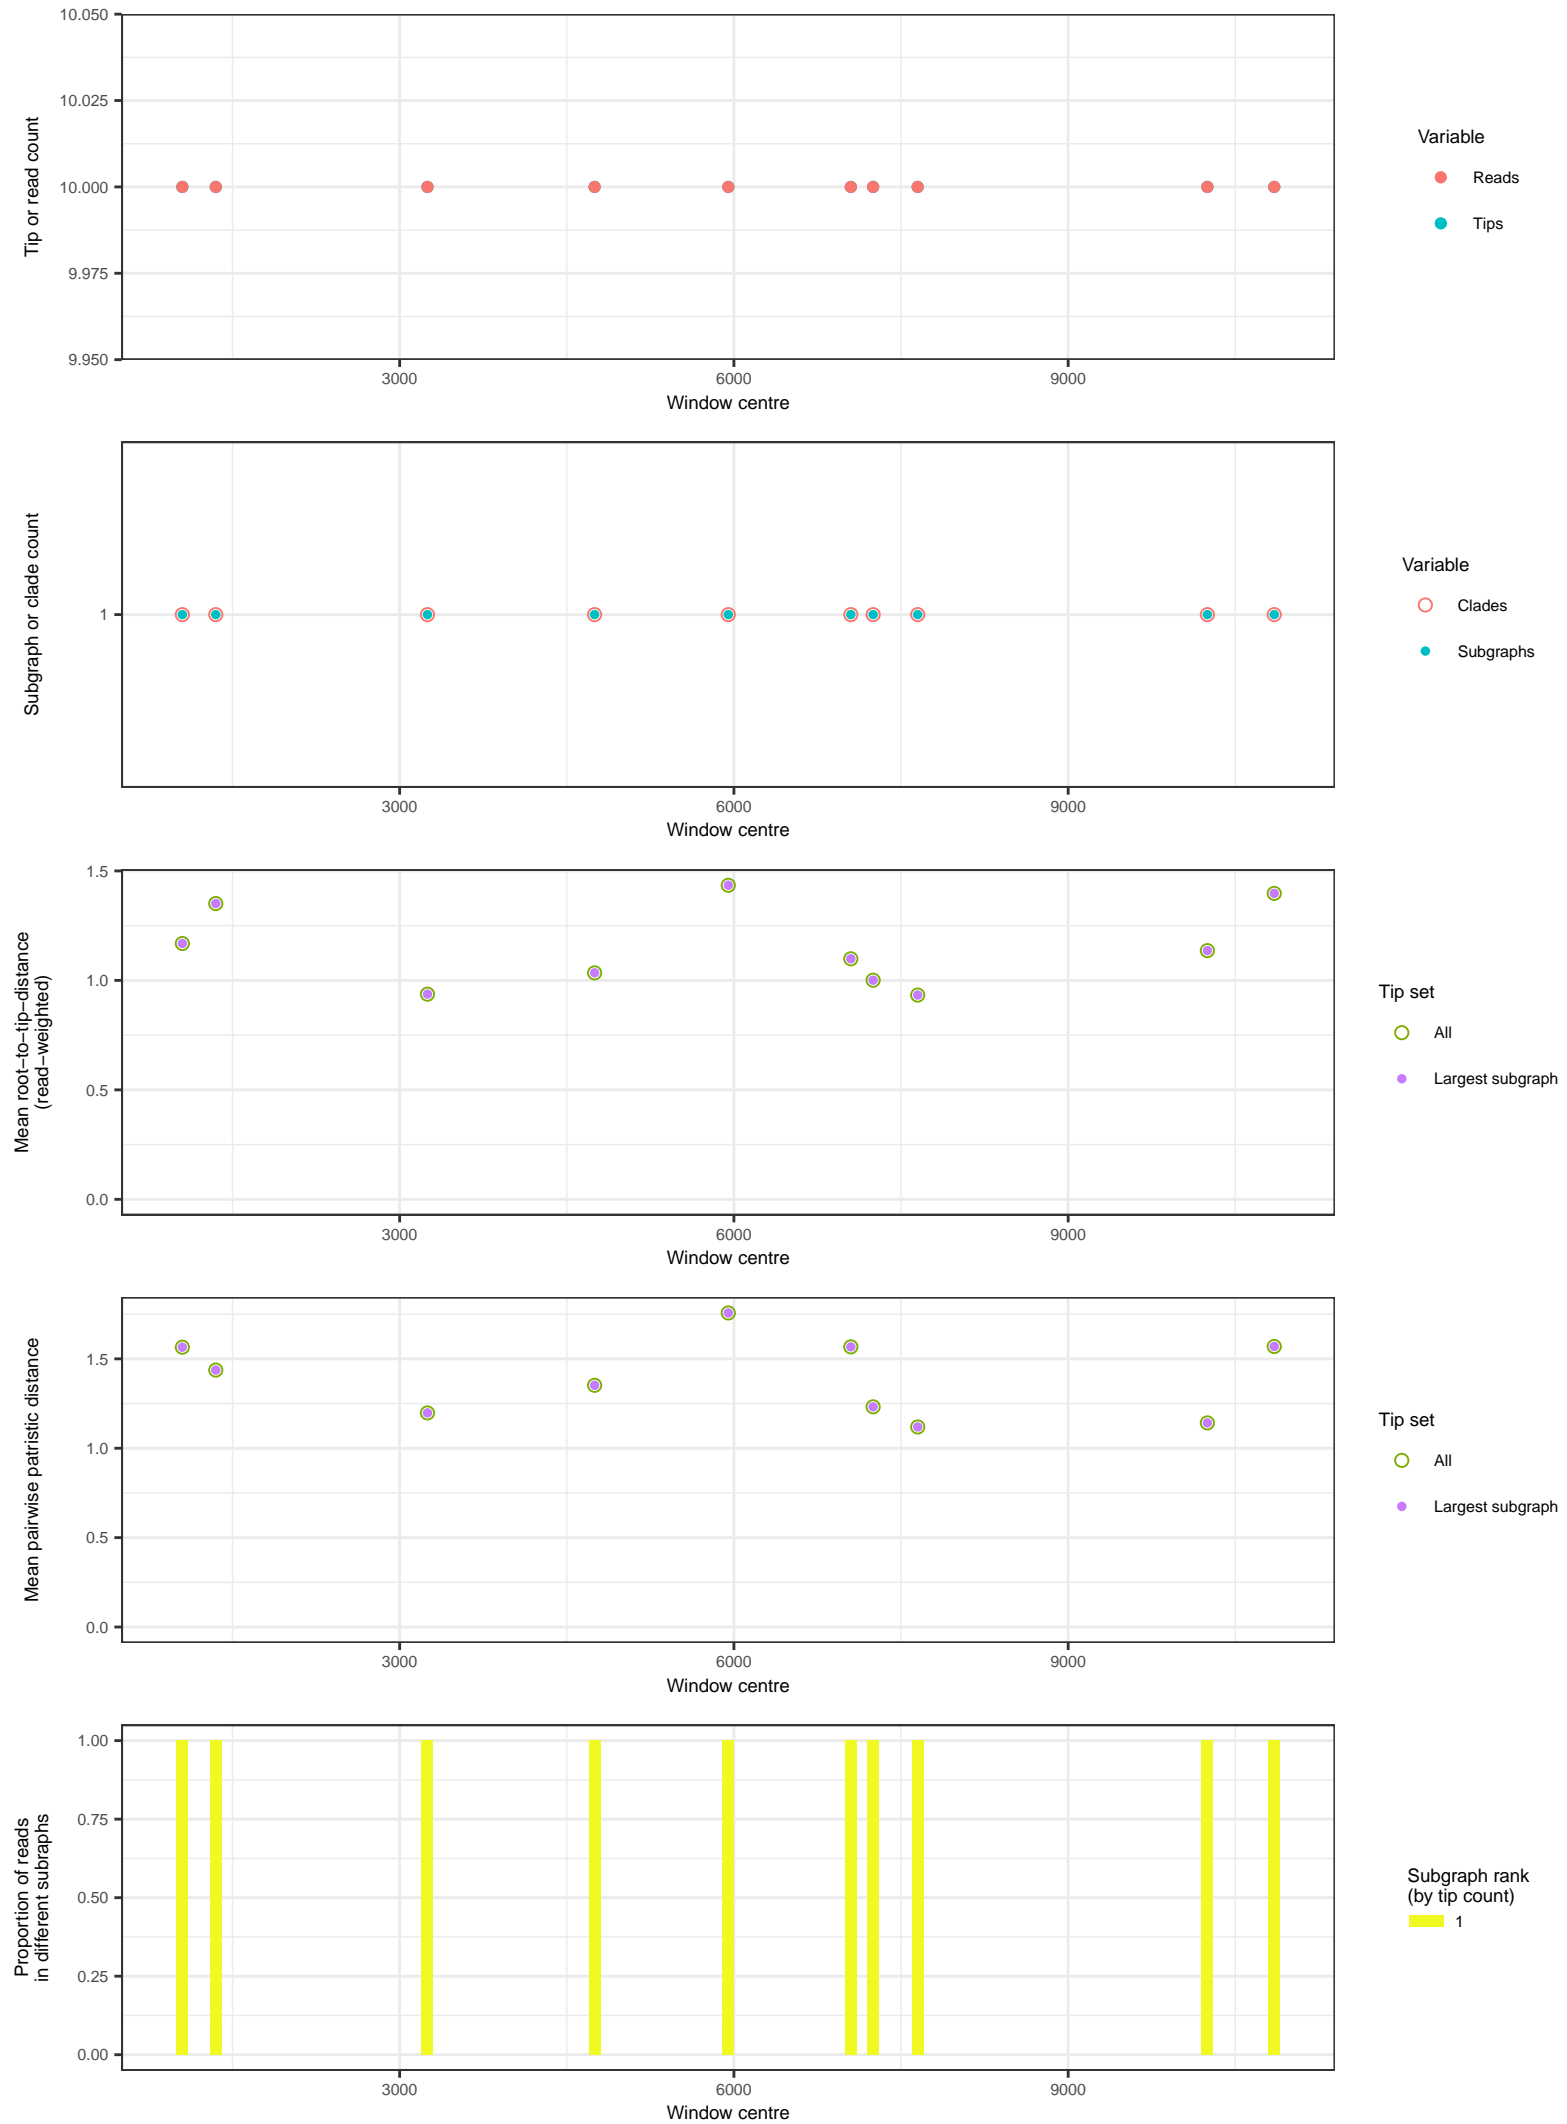 10.050
10.025
10.000
9.975
9.950
Tip or read count
3000 6000 9000
Window centre
Variable
Reads
Tips
1
Subgraph or clade count
3000 6000 9000
Window centre
Variable
Clades
Subgraphs
1.5
1.0
0.5
0.0
Mean root−to−tip−distance
(read−weighted)
3000 6000 9000
Window centre
Tip set
All
Largest subgraph
1.5
1.0
0.5
0.0
Mean pairwise patristic distance
3000 6000 9000
Window centre
Tip set
All
Largest subgraph
1.00
0.75
0.50
0.25
0.00
Proportion of reads
in different subraphs
3000 6000 9000
Window centre
Subgraph rank
(by tip count)
1